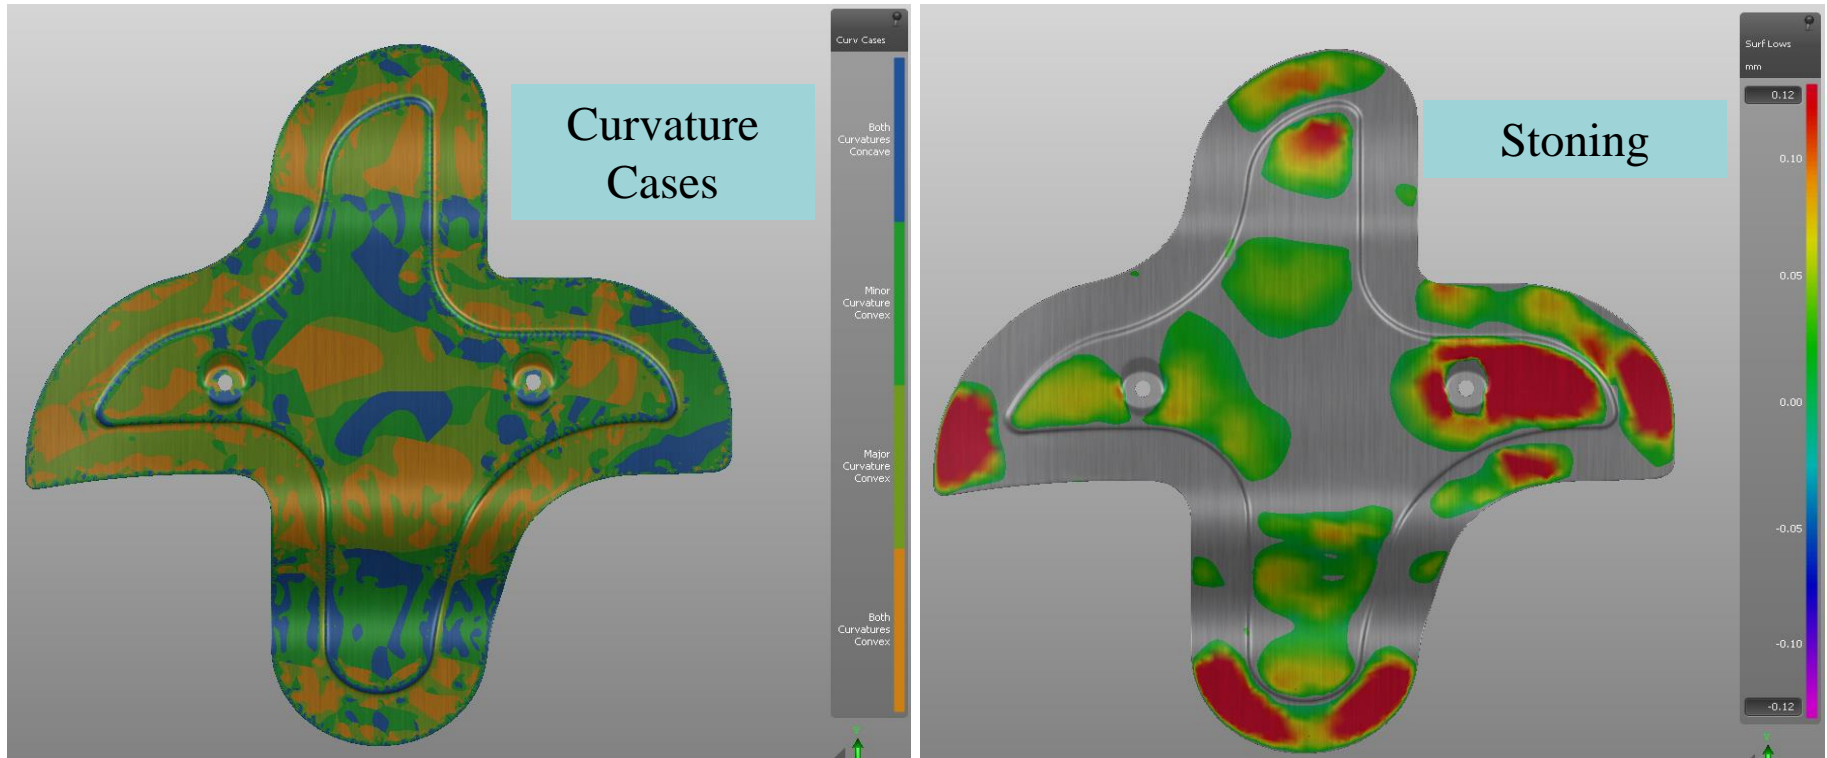 Curvature
Cases
Curv Cases
Both
Curvatures
Concave
Minor
Curvature
Convex
Major
Curvature
Convex
Both
Curvatures
Convex
Y
Stoning
Surf Lows
mm
0.12
0.10
0.05
0.00
-0.05
-0.10
-0.12
Y